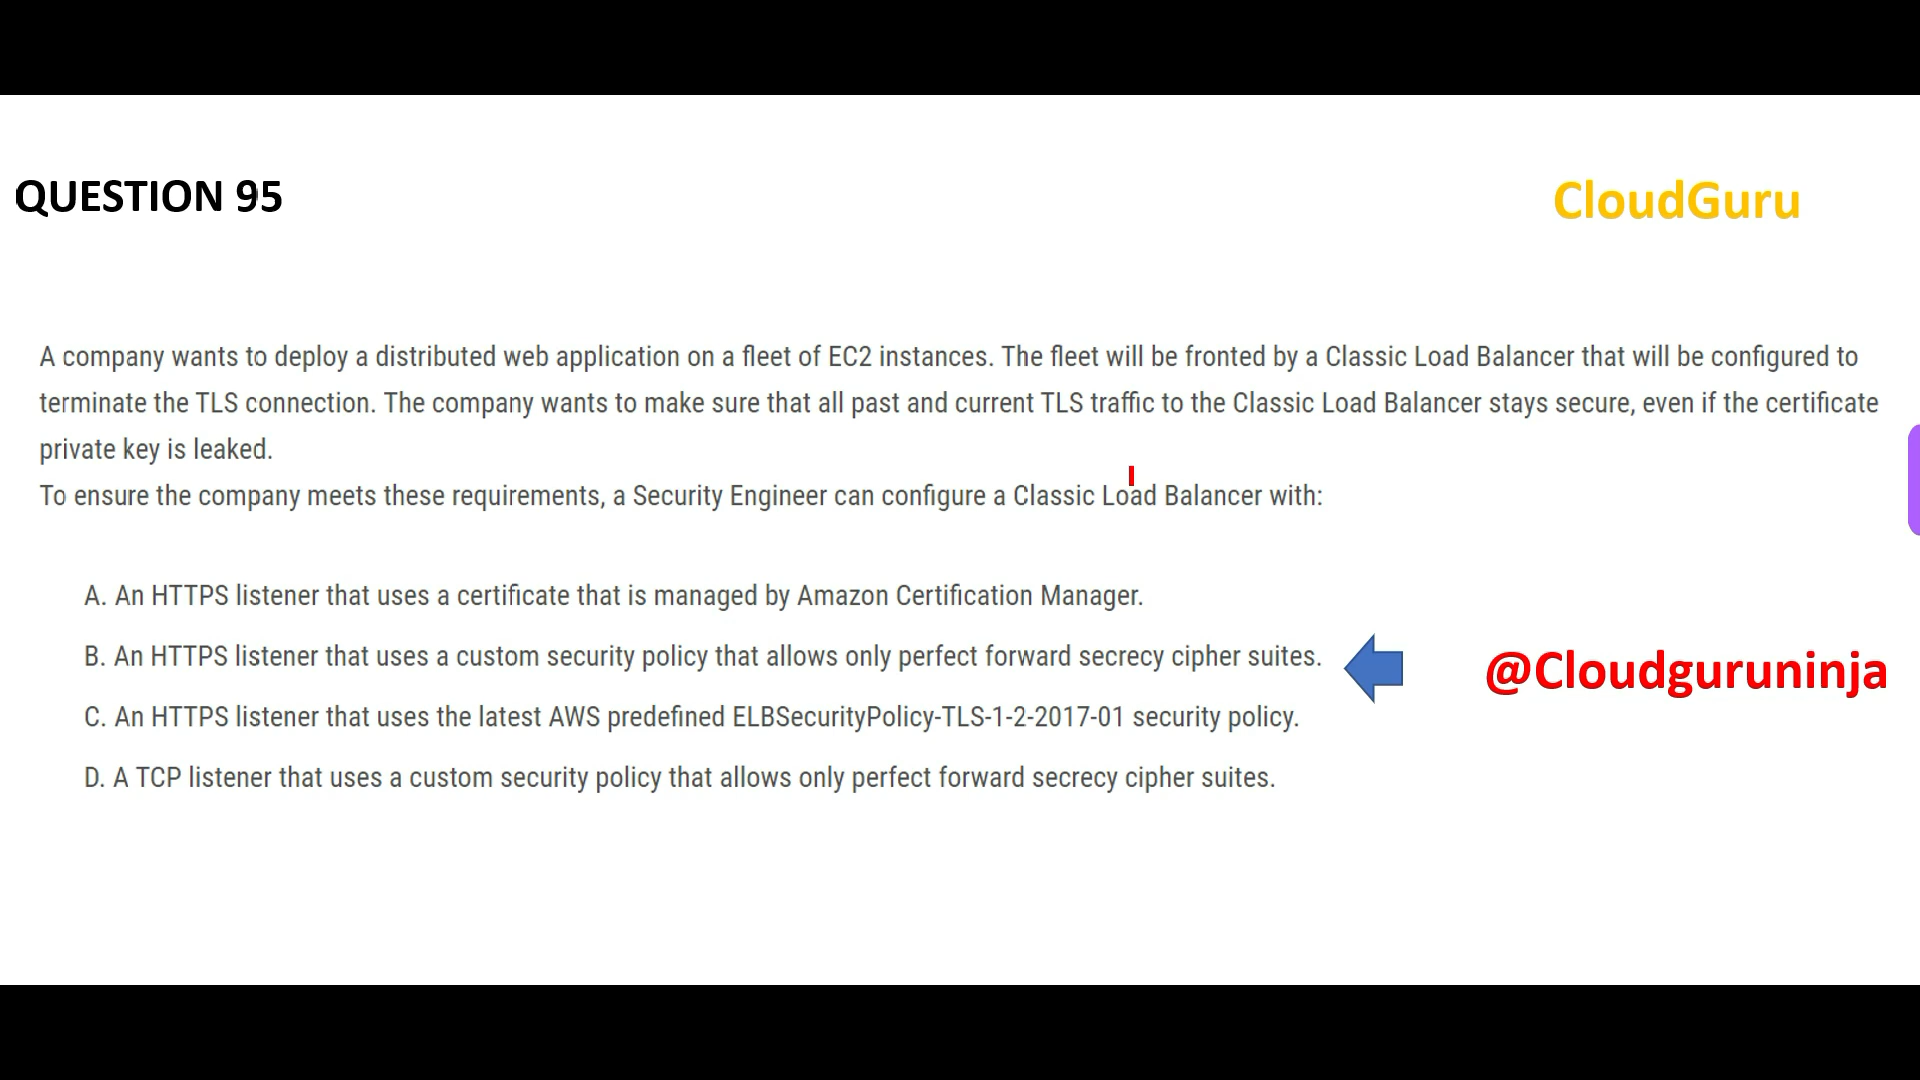 QUESTION 95
CloudGuru
A company wants to deploy a distributed web application on a fleet of EC2 instances. The fleet will be fronted by a Classic Load Balancer that will be configured to
terminate the TLS connection. The company wants to make sure that all past and current TLS traffic to the Classic Load Balancer stays secure, even if the certificate
private key is leaked.
To ensure the company meets these requirements, a Security Engineer can configure a Classic Load Balancer with:
A. An HTTPS listener that uses a certificate that is managed by Amazon Certification Manager.
B. An HTTPS listener that uses a custom security policy that allows only perfect forward secrecy cipher suites.
@Cloudguruninja
C. An HTTPS listener that uses the latest AWS predefined ELBSecurityPolicy-TLS-1-2-2017-01 security policy.
D. A TCP listener that uses a custom security policy that allows only perfect forward secrecy cipher suites.